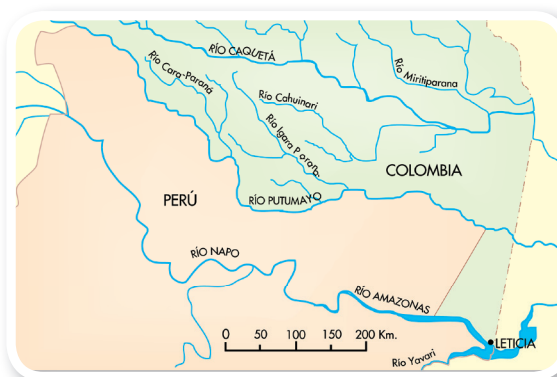 RÍO CAQUETÁ
Río Cara-Paraná
Río Miritiparana
Río Cahuinari
Río Igara Paraná.
COLOMBIA
PERÚ
RÍO PUTUMAYO
RÍO NAPO
RÍO AMAZONAS
0 50 100 150 200 Km.
LETICIA
Río Yavari